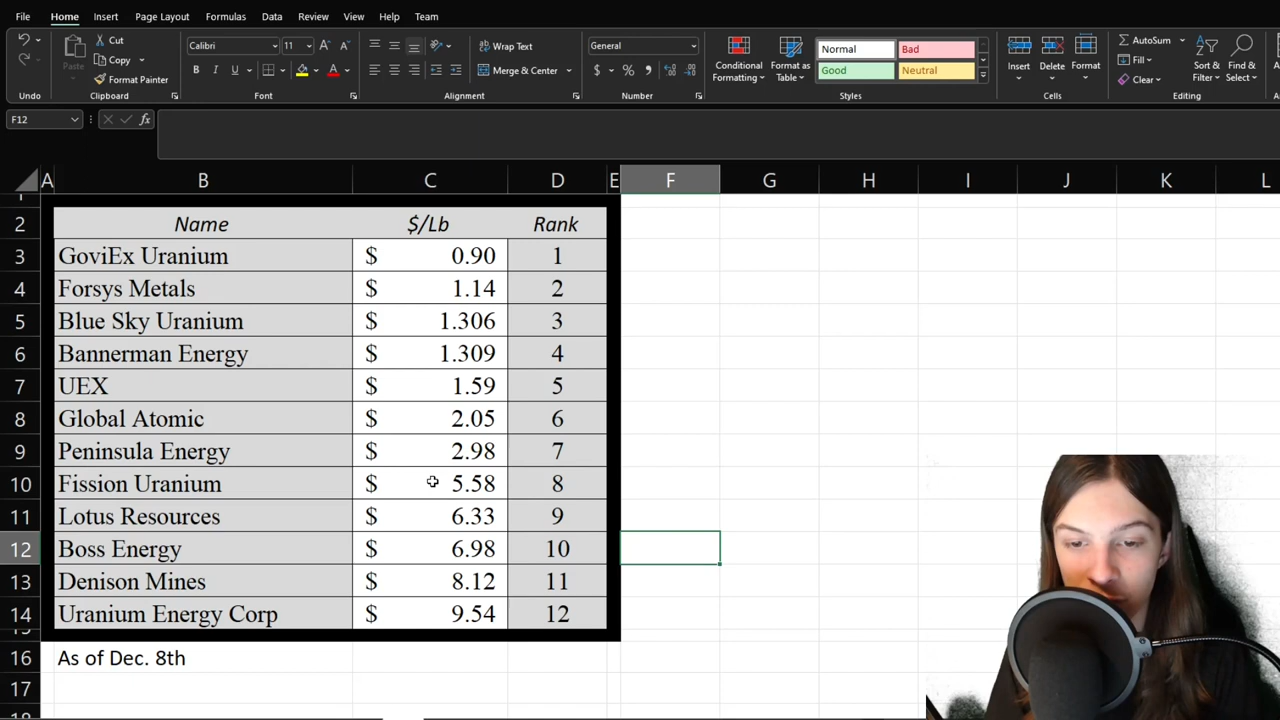 File Home Insert Page Layout Formulas Data Review View Help Team
Cut
Copy
Format Painter
Paste
Undo
Clipboard
Calibri 11
B I U
Font
Wrap Text
Merge & Center
Alignment
General
$ %
Number
Conditional Formatting
Format as Table
Normal Bad
Good Neutral
Styles
Insert Delete Format
Cells
AutoSum
Fill
Clear
Sort & Filter
Find & Select
Editing
F12 fx
A B C D E F G H I J K L
2 Name $/Lb Rank
3 GoviEx Uranium $ 0.90 1
4 Forsys Metals $ 1.14 2
5 Blue Sky Uranium $ 1.306 3
6 Bannerman Energy $ 1.309 4
7 UEX $ 1.59 5
8 Global Atomic $ 2.05 6
9 Peninsula Energy $ 2.98 7
10 Fission Uranium $ 5.58 8
11 Lotus Resources $ 6.33 9
12 Boss Energy $ 6.98 10
13 Denison Mines $ 8.12 11
14 Uranium Energy Corp $ 9.54 12
16 As of Dec. 8th
17